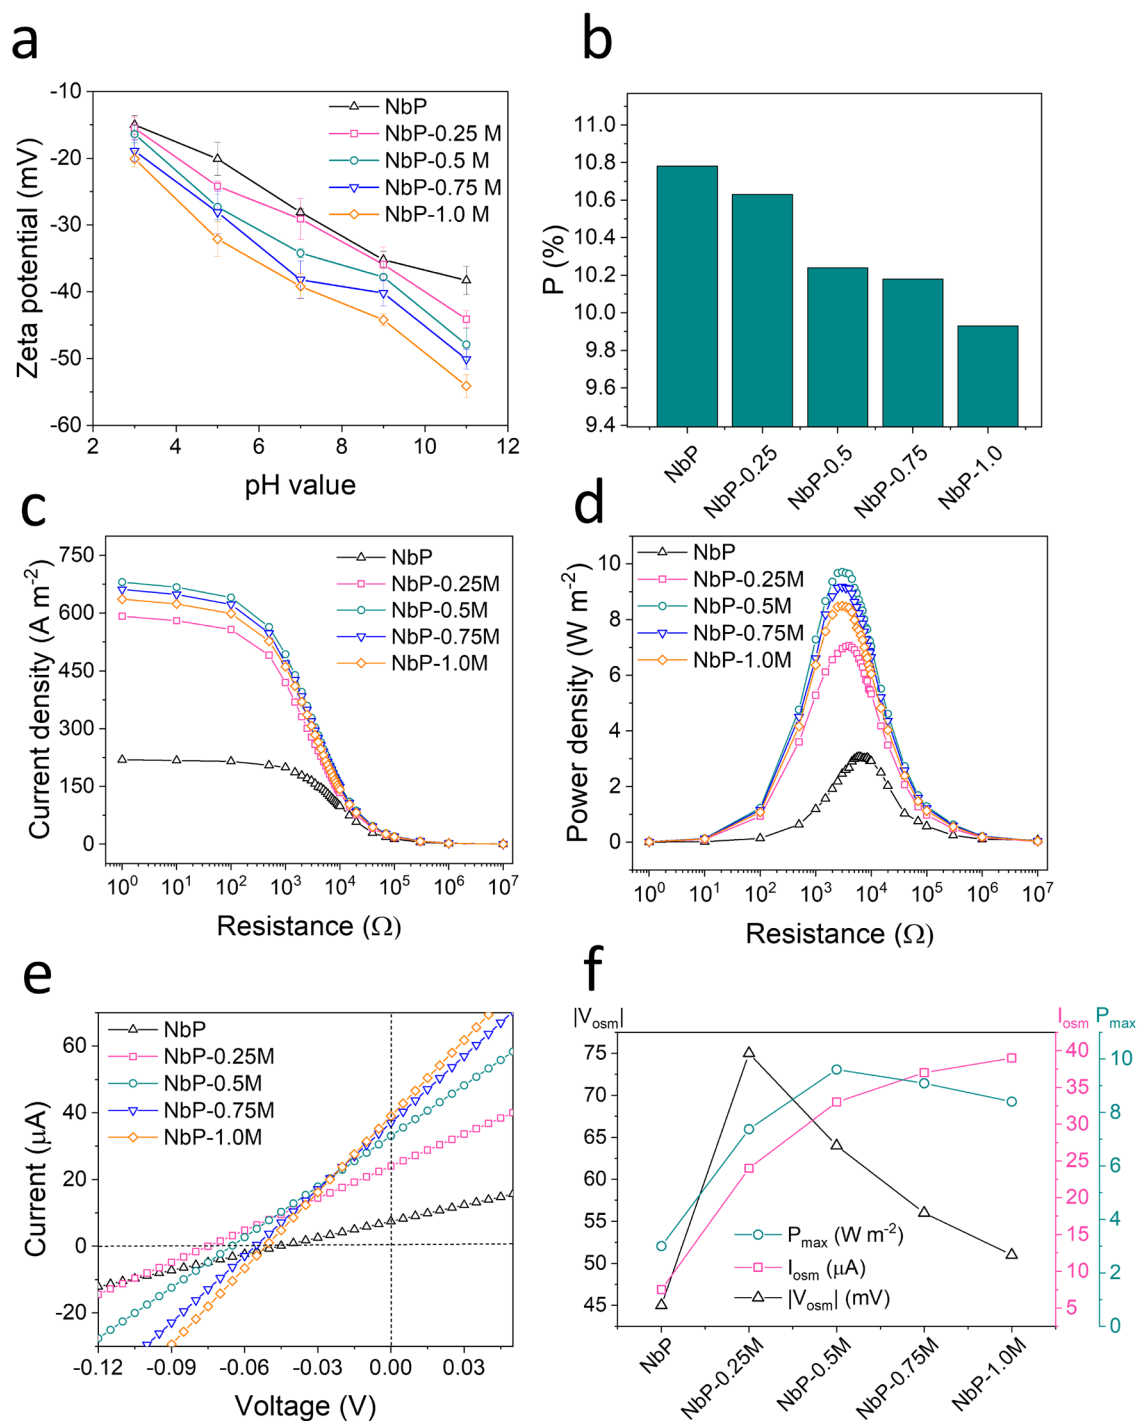 a
-10
-20
-30
-40
-50
-60
Zeta potential (mV)
2
4
6
8
10
12
pH value
NbP
NbP-0.25 M
NbP-0.5 M
NbP-0.75 M
NbP-1.0 M
b
11.0
10.8
10.6
10.4
10.2
10.0
9.8
9.6
9.4
P (%)
NbP
NbP-0.25
NbP-0.5
NbP-0.75
NbP-1.0
c
750
600
450
300
150
0
Current density (A m⁻²)
10⁰
10¹
10²
10³
10⁴
10⁵
10⁶
10⁷
Resistance (Ω)
NbP
NbP-0.25M
NbP-0.5M
NbP-0.75M
NbP-1.0M
d
10
8
6
4
2
0
Power density (W m⁻²)
10⁰
10¹
10²
10³
10⁴
10⁵
10⁶
10⁷
Resistance (Ω)
NbP
NbP-0.25M
NbP-0.5M
NbP-0.75M
NbP-1.0M
e
60
40
20
0
-20
Current (μA)
-0.12
-0.09
-0.06
-0.03
0.00
0.03
Voltage (V)
NbP
NbP-0.25M
NbP-0.5M
NbP-0.75M
NbP-1.0M
f
|Vosm|
75
70
65
60
55
50
45
Iosm
40
35
30
25
20
15
10
5
Pmax
10
8
6
4
2
0
Pmax (W m⁻²)
Iosm (μA)
|Vosm| (mV)
NbP
NbP-0.25M
NbP-0.5M
NbP-0.75M
NbP-1.0M